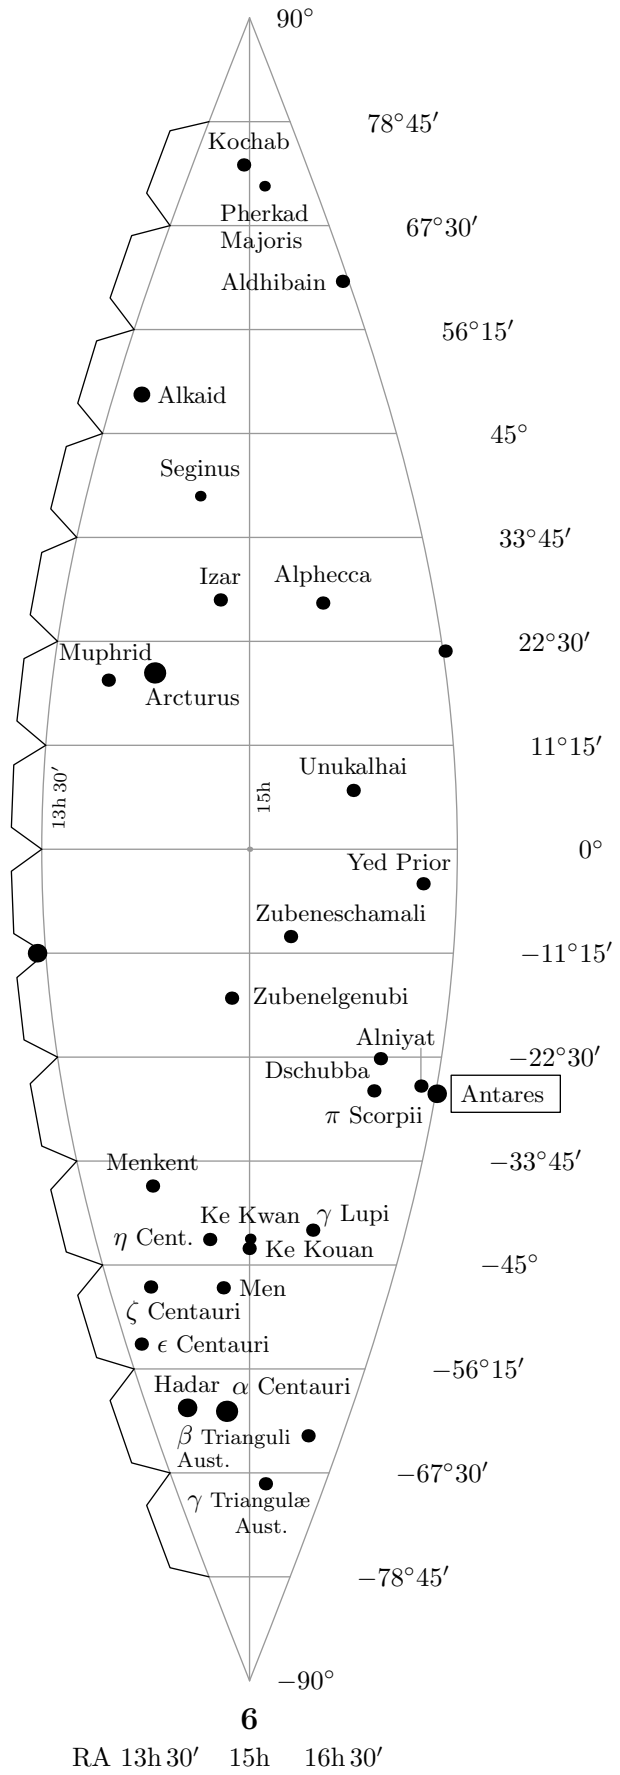 90°
78°45′
Kochab
Pherkad
Majoris
67°30′
Aldhibain
56°15′
Alkaid
45°
Seginus
33°45′
Izar
Alphecca
22°30′
Muphrid
Arcturus
11°15′
Unukalhai
13h 30′
15h
0°
Yed Prior
Zubeneschamali
−11°15′
Zubenelgenubi
Alniyat
−22°30′
Dschubba
Antares
π Scorpii
−33°45′
Menkent
Ke Kwan
γ Lupi
η Cent.
Ke Kouan
−45°
Men
ζ Centauri
ϵ Centauri
−56°15′
Hadar
α Centauri
β Trianguli
Aust.
−67°30′
γ Triangulæ
Aust.
−78°45′
−90°
6
RA 13h 30′ 15h 16h 30′